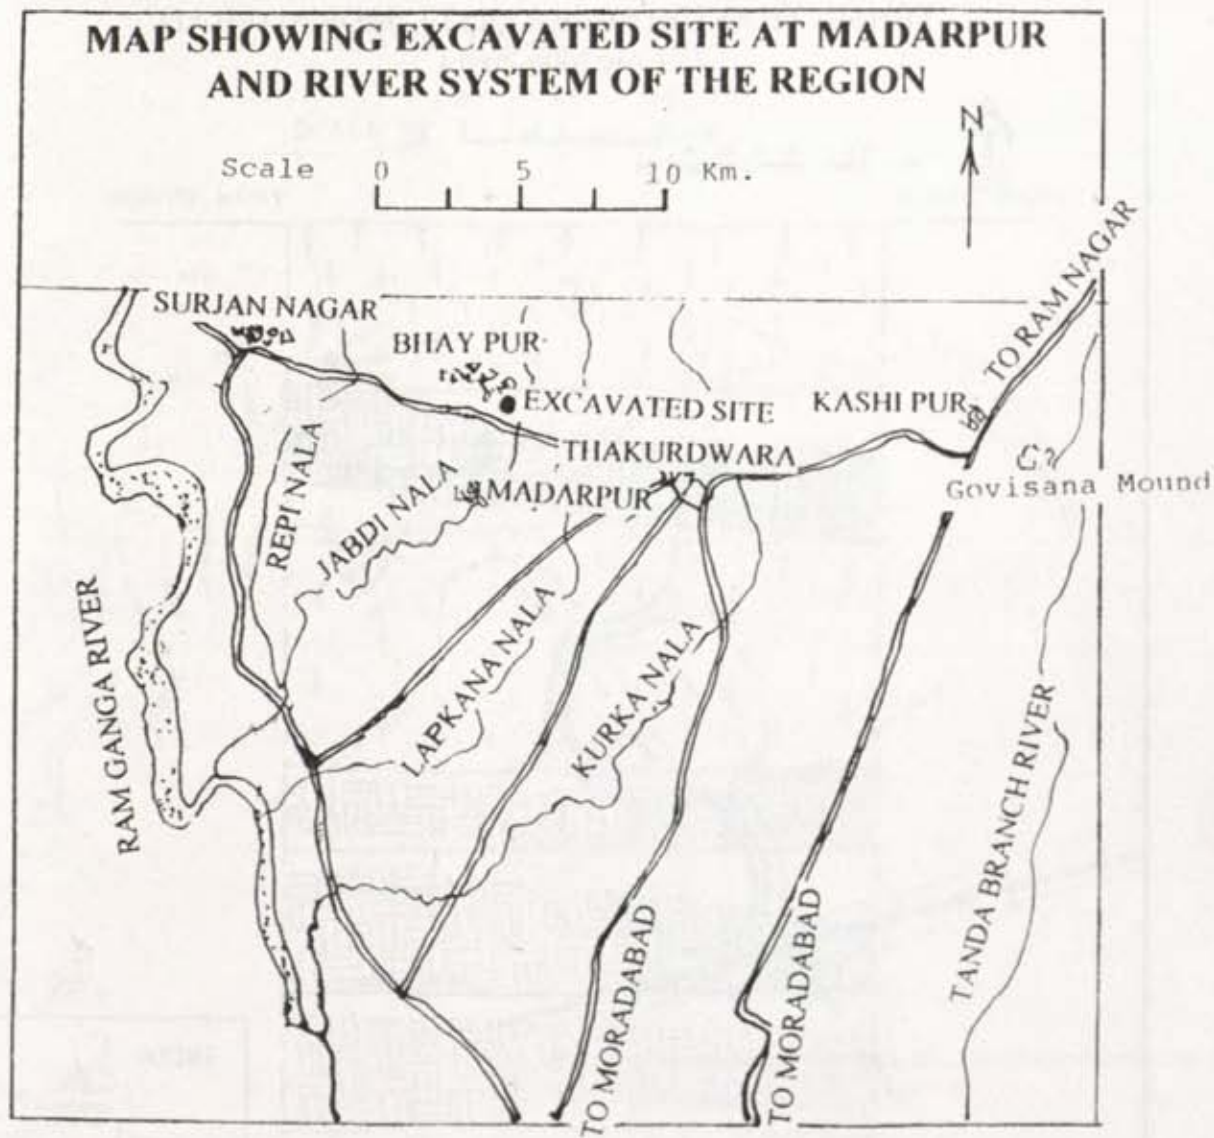 MAP SHOWING EXCAVATED SITE AT MADARPUR
AND RIVER SYSTEM OF THE REGION
N
Scale 0 5 10 Km.
TO RAM NAGAR
SURJAN NAGAR
BHAY PUR
EXCAVATED SITE
KASHI PUR
THAKURDWARA
MADARPUR
Govisana Mound
REPI NALA
JABDI NALA
LAPKANA NALA
KURKA NALA
RAM GANGA RIVER
TANDA BRANCH RIVER
TO MORADABAD
TO MORADABAD